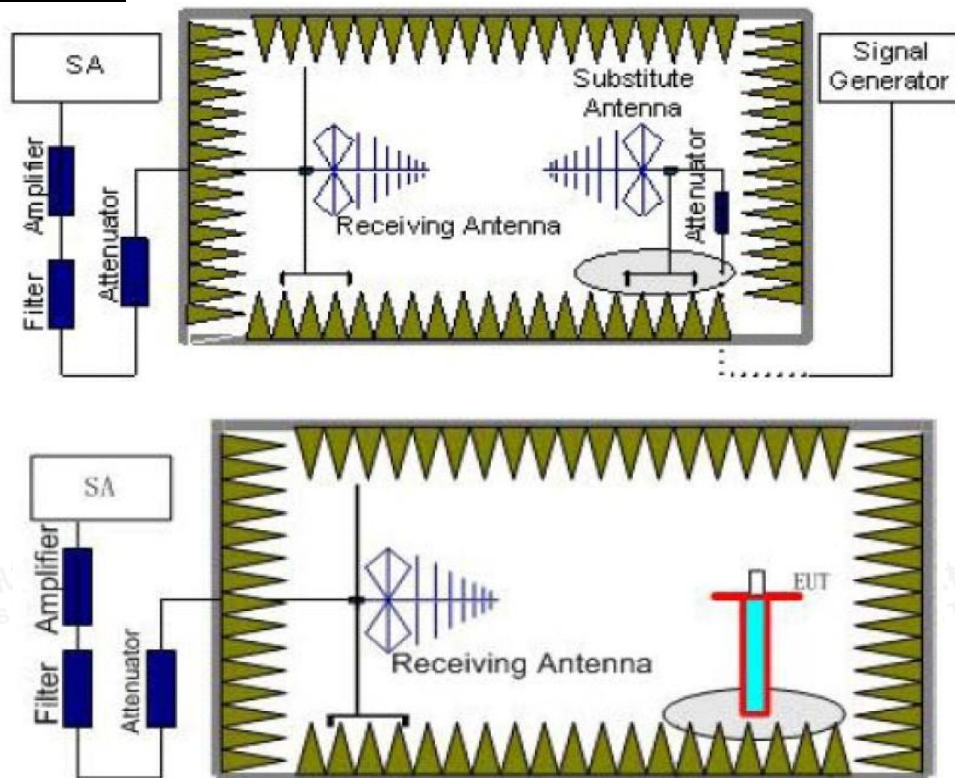 SA
Signal
Generator
Substitute
Antenna
Amplifier
Filter
Attenuator
Receiving Antenna
Attenuator
SA
Amplifier
Filter
Attenuator
Receiving Antenna
EUT